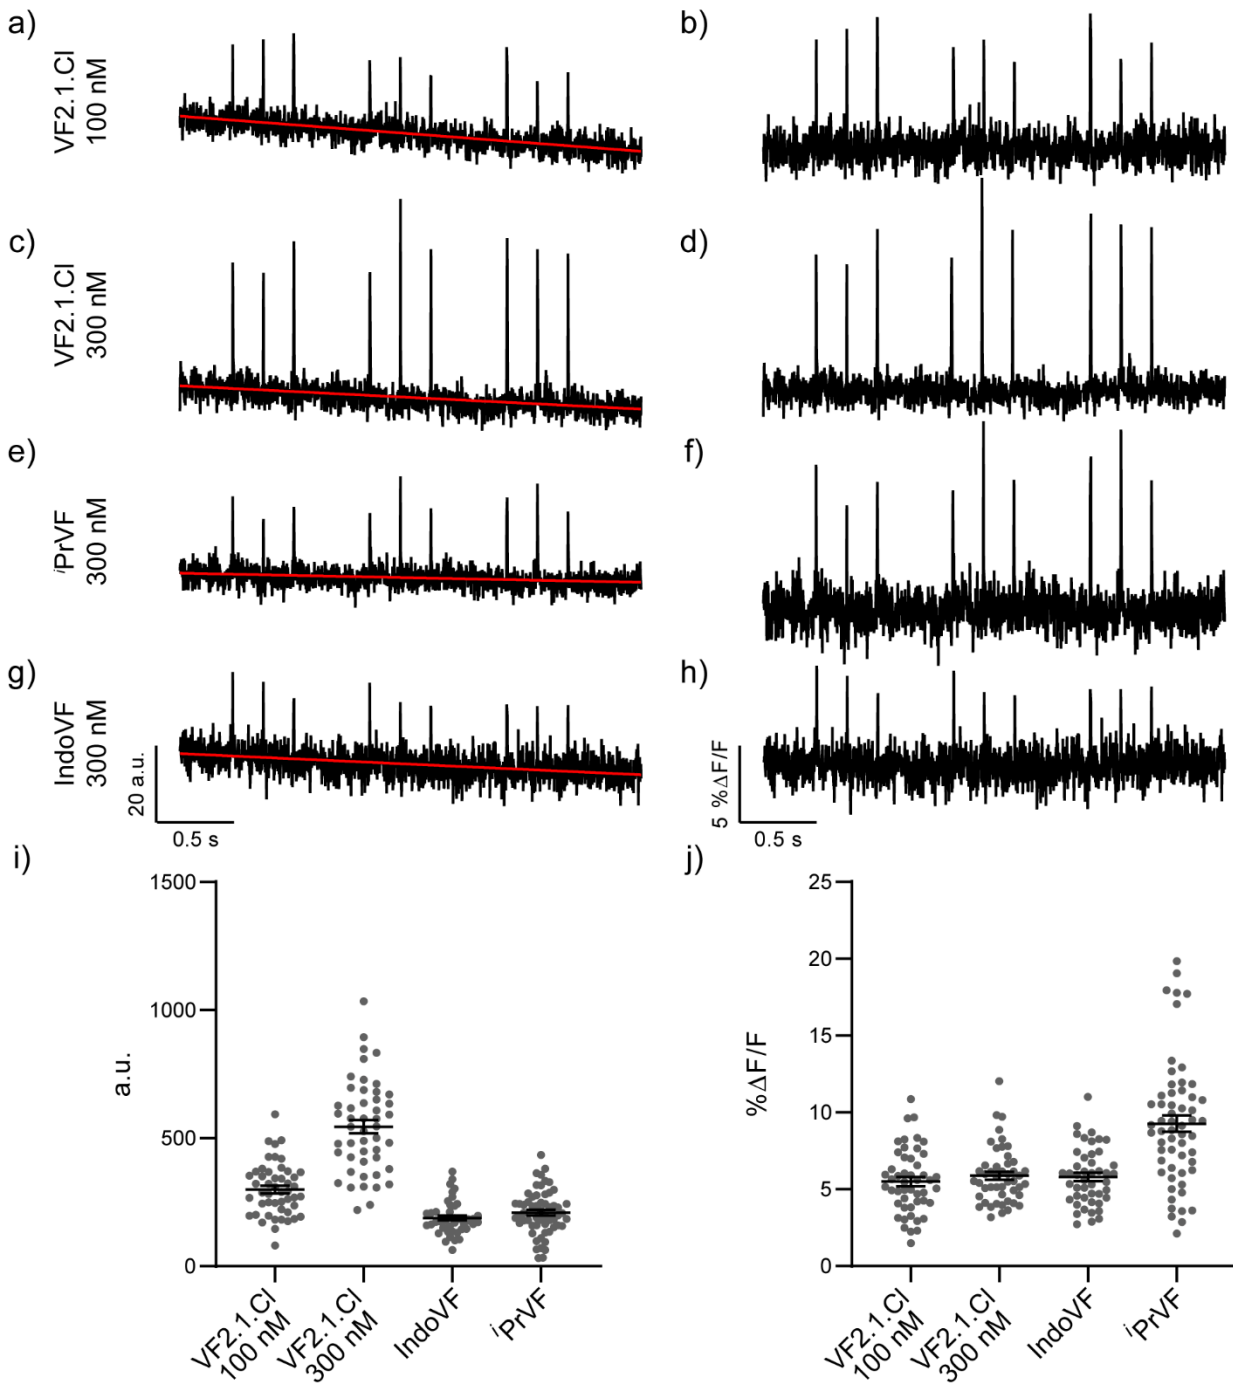 a)
VF2.1.Cl
100 nM
b)
c)
VF2.1.Cl
300 nM
d)
e)
iPrVF
300 nM
f)
g)
IndoVF
300 nM
20 a.u.
0.5 s
h)
5 %ΔF/F
0.5 s
i)
1500
1000
500
0
a.u.
VF2.1.Cl
100 nM
VF2.1.Cl
300 nM
IndoVF
iPrVF
j)
25
20
15
10
5
0
%ΔF/F
VF2.1.Cl
100 nM
VF2.1.Cl
300 nM
IndoVF
iPrVF